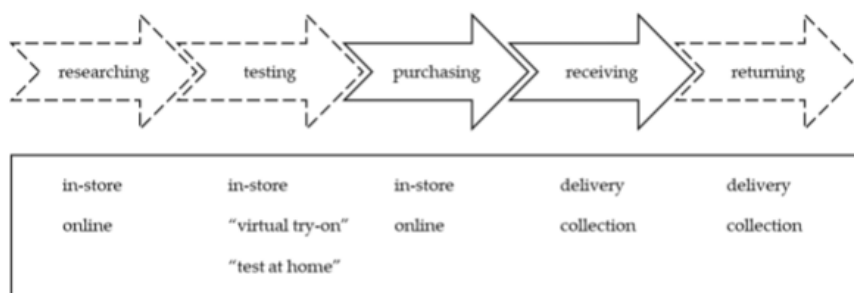 researching testing purchasing receiving returning
in-store in-store in-store delivery delivery
online "virtual try-on" online collection collection
"test at home"